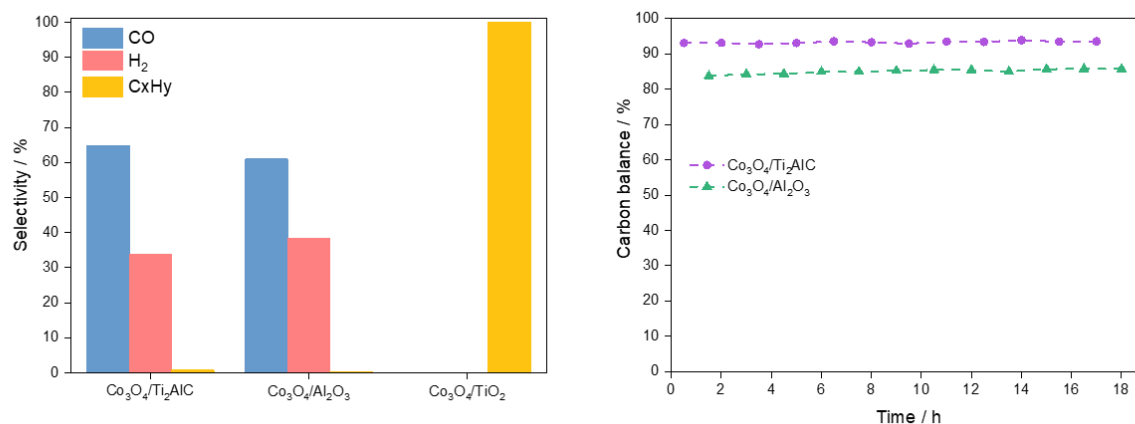 Selectivity / %
100
90
80
70
60
50
40
30
20
10
0
CO
H₂
CxHy
Co₃O₄/Ti₂AlC
Co₃O₄/Al₂O₃
Co₃O₄/TiO₂
Carbon balance / %
100
90
80
70
60
50
40
30
20
10
0
Co₃O₄/Ti₂AlC
Co₃O₄/Al₂O₃
0 2 4 6 8 10 12 14 16 18
Time / h